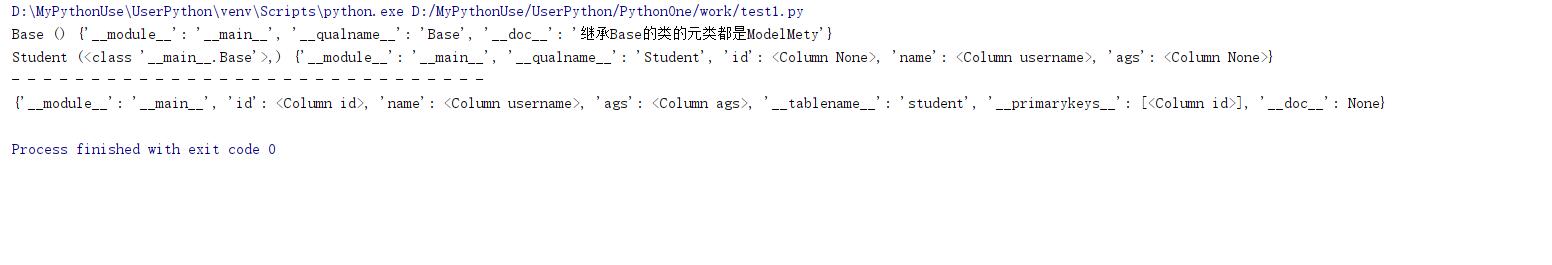 D:\MyPythonUse\UserPython\venv\Scripts\python.exe D:/MyPythonUse/UserPython/PythonOne/work/test1.py
Base () {'__module__': '__main__', '__qualname__': 'Base', '__doc__': '继承Base的类的元类都是ModelMety'}
Student (<class '__main__.Base'>,) {'__module__': '__main__', '__qualname__': 'Student', 'id': <Column None>, 'name': <Column username>, 'ags': <Column None>}
- - - - - - - - - - - - - - - - - - - - - - - - - - - - - -
{'__module__': '__main__', 'id': <Column id>, 'name': <Column username>, 'ags': <Column ags>, '__tablename__': 'student', '__primarykeys__': [<Column id>], '__doc__': None}
Process finished with exit code 0